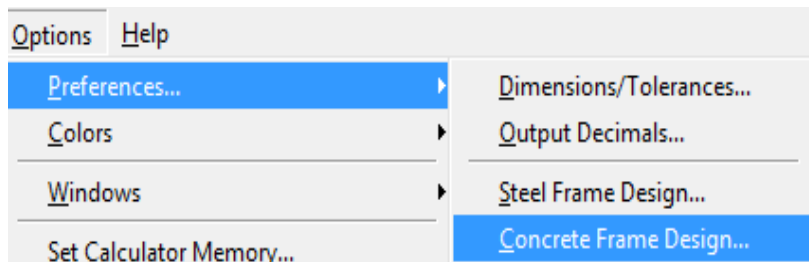 Options Help
Preferences...
Colors
Windows
Set Calculator Memory...
Dimensions/Tolerances...
Output Decimals...
Steel Frame Design...
Concrete Frame Design...